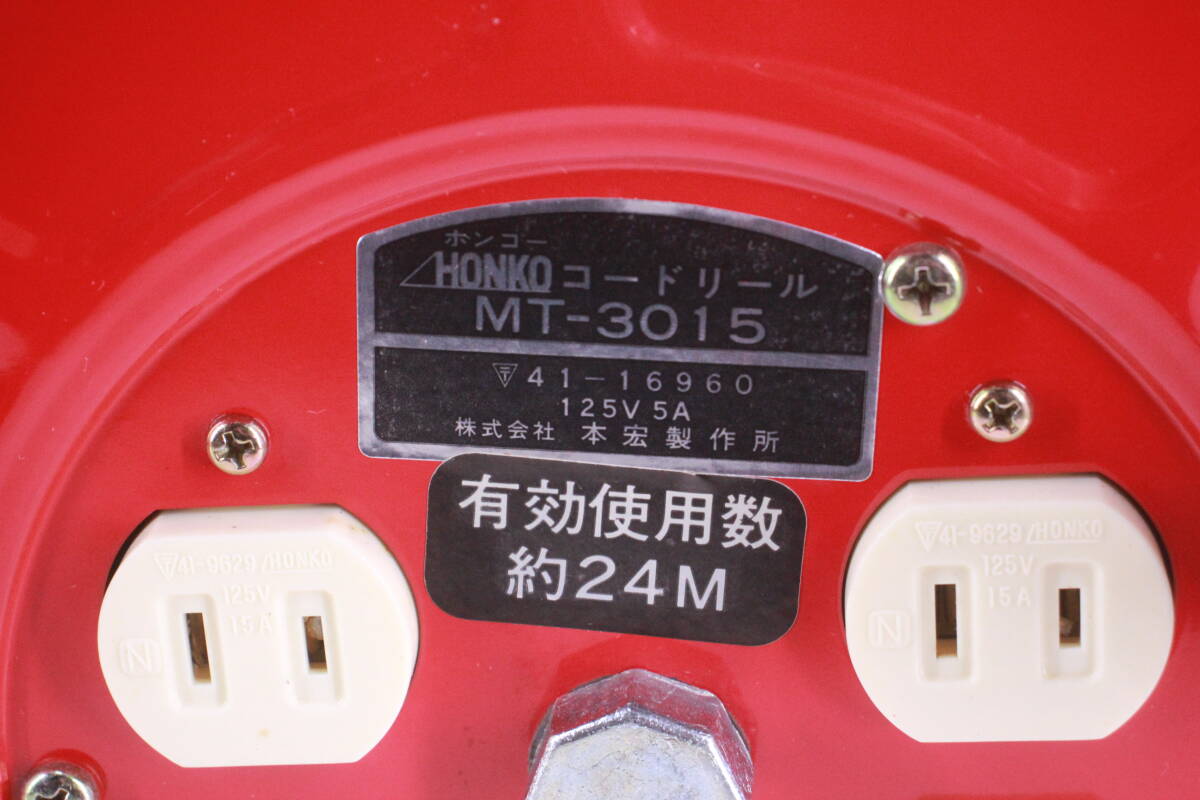 ホンコー
HONKO コードリール
MT-3015
〒41-16960
125V 5A
株式会社 本宏製作所
有効使用数
約24M
〒41-9629 HONKO
125V
15A
N
〒41-9629 HONKO
125V
15A
N